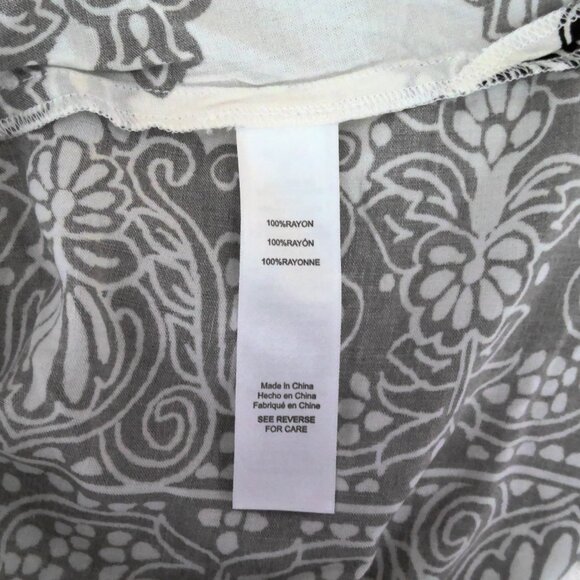 100%RAYON
100%RAYÓN
100%RAYONNE
Made in China
Hecho en China
Fabriqué en Chine
SEE REVERSE
FOR CARE